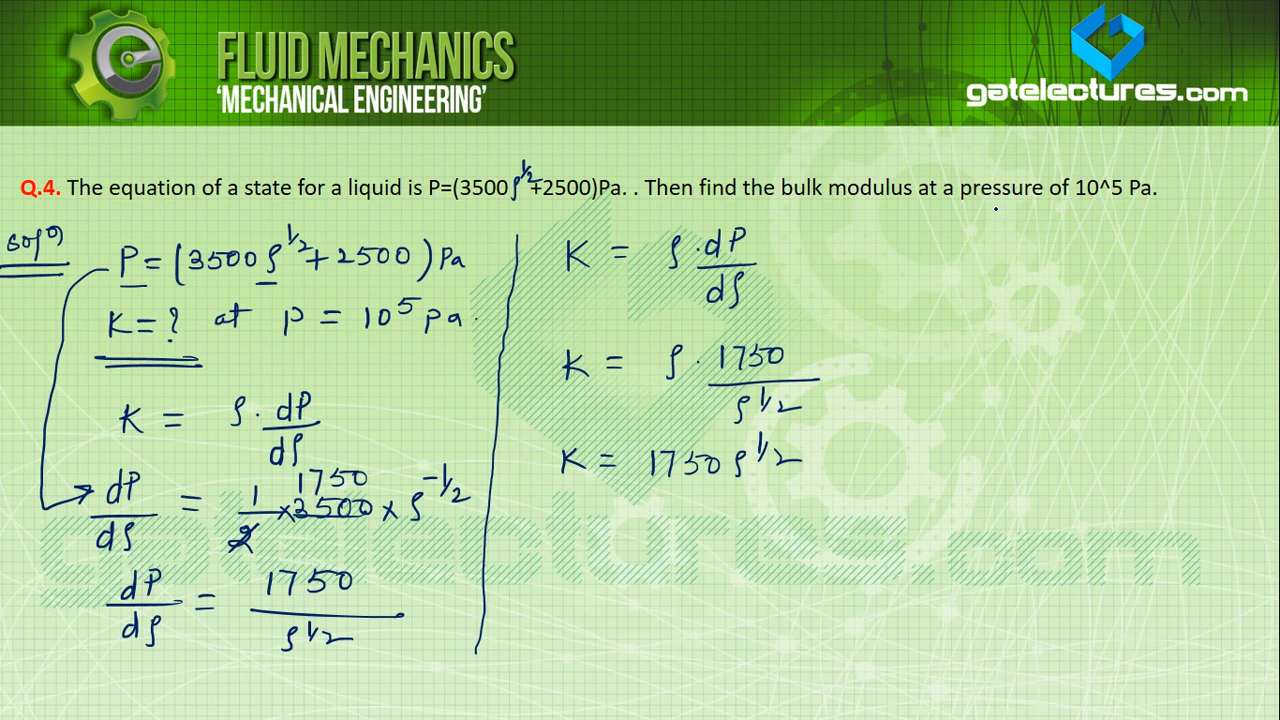 FLUID MECHANICS
'MECHANICAL ENGINEERING'
gatelectures.com
Q.4. The equation of a state for a liquid is P=(3500ρ^1/2+2500)Pa. . Then find the bulk modulus at a pressure of 10^5 Pa.
solⁿ
P = (3500 ρ^1/2 + 2500) Pa
K = ? at P = 10^5 Pa.
K = ρ · dP/dρ
dP/dρ = 1/2 × 3500 × ρ^-1/2
1750
dP/dρ = 1750/ρ^1/2
K = ρ · dP/dρ
K = ρ · 1750/ρ^1/2
K = 1750 ρ^1/2
gatelectures.com